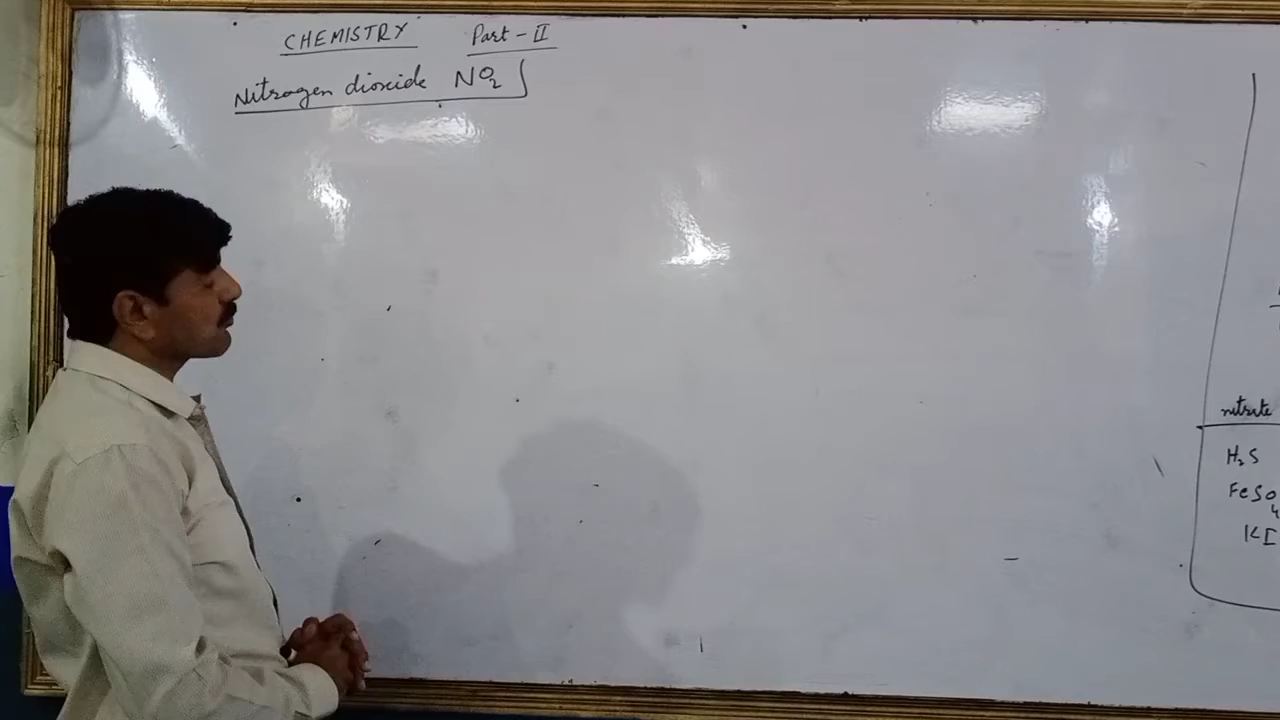 CHEMISTRY Part - II
Nitrogen dioxide NO₂
nitrate
H₂S
FeSO₄
KI